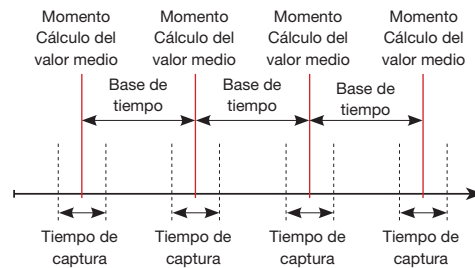 Momento
Cálculo del
valor medio
Momento
Cálculo del
valor medio
Momento
Cálculo del
valor medio
Momento
Cálculo del
valor medio
Base de
tiempo
Base de
tiempo
Base de
tiempo
Tiempo de
captura
Tiempo de
captura
Tiempo de
captura
Tiempo de
captura